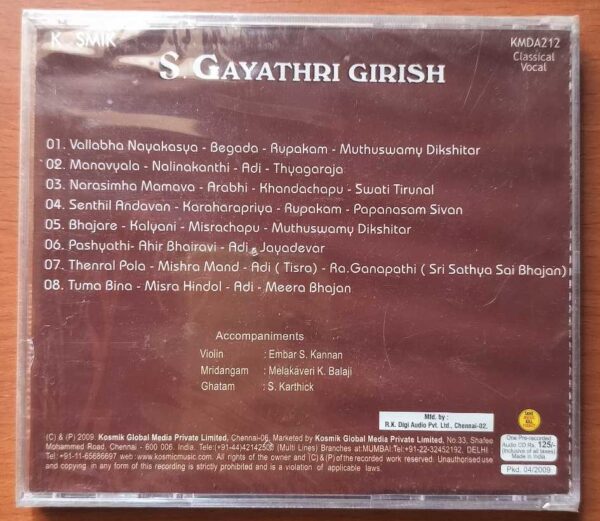 K SMIK
KMDA212
Classical
Vocal
S. GAYATHRI GIRISH
01. Vallabha Nayakasya - Begada - Rupakam - Muthuswamy Dikshitar
02. Manavyala - Nalinakanthi - Adi - Thyagaraja
03. Narasimha Mamava - Arabhi - Khandachapu - Swati Tirunal
04. Senthil Andavan - Karaharapriya - Rupakam - Papanasam Sivan
05. Bhajare - Kalyani - Misrachapu - Muthuswamy Dikshitar
06. Pashyathi- Ahir Bhairavi - Adi - Jayadevar
07. Thenral Pola - Mishra Mand - Adi ( Tisra) - Ra.Ganapathi ( Sri Sathya Sai Bhajan)
08. Tuma Bina - Misra Hindol - Adi - Meera Bhajan
Accompaniments
Violin : Embar S. Kannan
Mridangam : Melakaveri K. Balaji
Ghatam : S. Karthick
Mfd. by :
R.K. Digi Audio Pvt. Ltd., Chennai-02.
(C) & (P) 2009. Kosmik Global Media Private Limited, Chennai-06, Marketed by Kosmik Global Media Private Limited, No.33, Shafee
Mohammed Road, Chennai - 600 006. India. Tele:(+91-44)42142500 (Multi Lines) Branches at:MUMBAI Tel:+91-22-32452192, DELHI :
Tel: +91-11-65686697 web : www.kosmicmusic.com. All rights of the owner and (C) & (P) of the recorded work reserved. Unauthorised use
and copying in any form of this recording is strictly prohibited and is a violation of applicable laws.
One Pre-recorded
Audio CD Rs. 125/-
(Inclusive of all taxes)
Made in India
Pkd. 04/2009